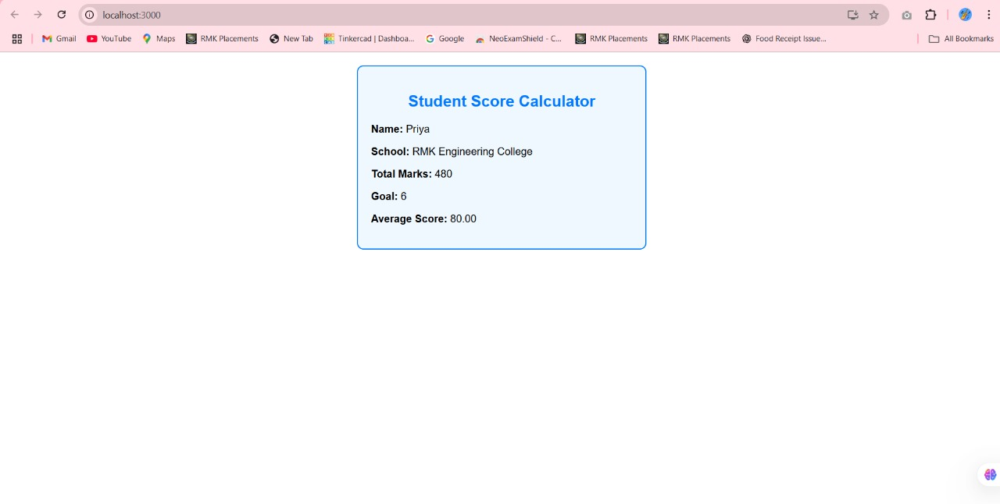 localhost:3000
Gmail YouTube Maps RMK Placements New Tab Tinkercad | Dashboa... Google NeoExamShield - C... RMK Placements RMK Placements Food Receipt Issue... All Bookmarks
Student Score Calculator
Name: Priya
School: RMK Engineering College
Total Marks: 480
Goal: 6
Average Score: 80.00